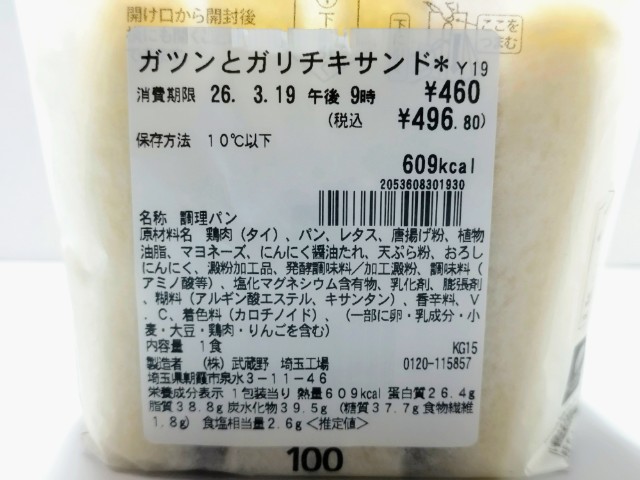 開け口から開封後
下
ここを
つまむ
ガツンとガリチキサンド* Y19
消費期限 26. 3.19 午後 9時 ¥460
(税込 ¥496.80)
保存方法 10℃以下
609kcal
2053608301930
名称 調理パン
原材料名 鶏肉（タイ）、パン、レタス、唐揚げ粉、植物
油脂、マヨネーズ、にんにく醤油たれ、天ぷら粉、おろし
にんにく、澱粉加工品、発酵調味料／加工澱粉、調味料（
アミノ酸等）、塩化マグネシウム含有物、乳化剤、膨張剤
、糊料（アルギン酸エステル、キサンタン）、香辛料、V
．C、着色料（カロチノイド）、（一部に卵・乳成分・小
麦・大豆・鶏肉・りんごを含む）
内容量 1食 KG15
製造者 （株）武蔵野 埼玉工場 0120-115857
埼玉県朝霞市泉水3－11－46
栄養成分表示 1包装当り 熱量609kcal 蛋白質26.4g
脂質38.8g 炭水化物39.5g （糖質37.7g 食物繊維
1.8g） 食塩相当量2.6g＜推定値＞
100